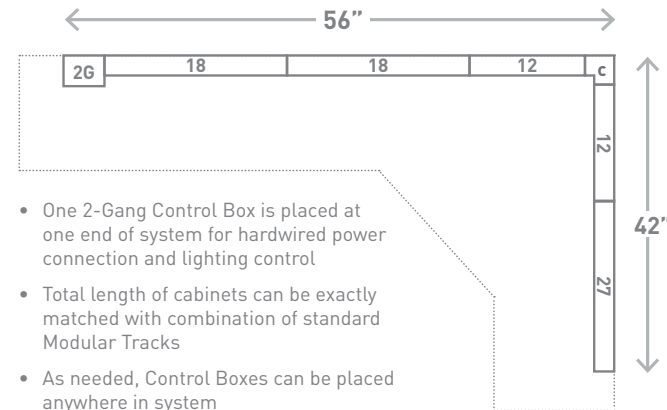 56”
2G
18
18
12
c
12
42”
27
• One 2-Gang Control Box is placed at
one end of system for hardwired power
connection and lighting control
• Total length of cabinets can be exactly
matched with combination of standard
Modular Tracks
• As needed, Control Boxes can be placed
anywhere in system